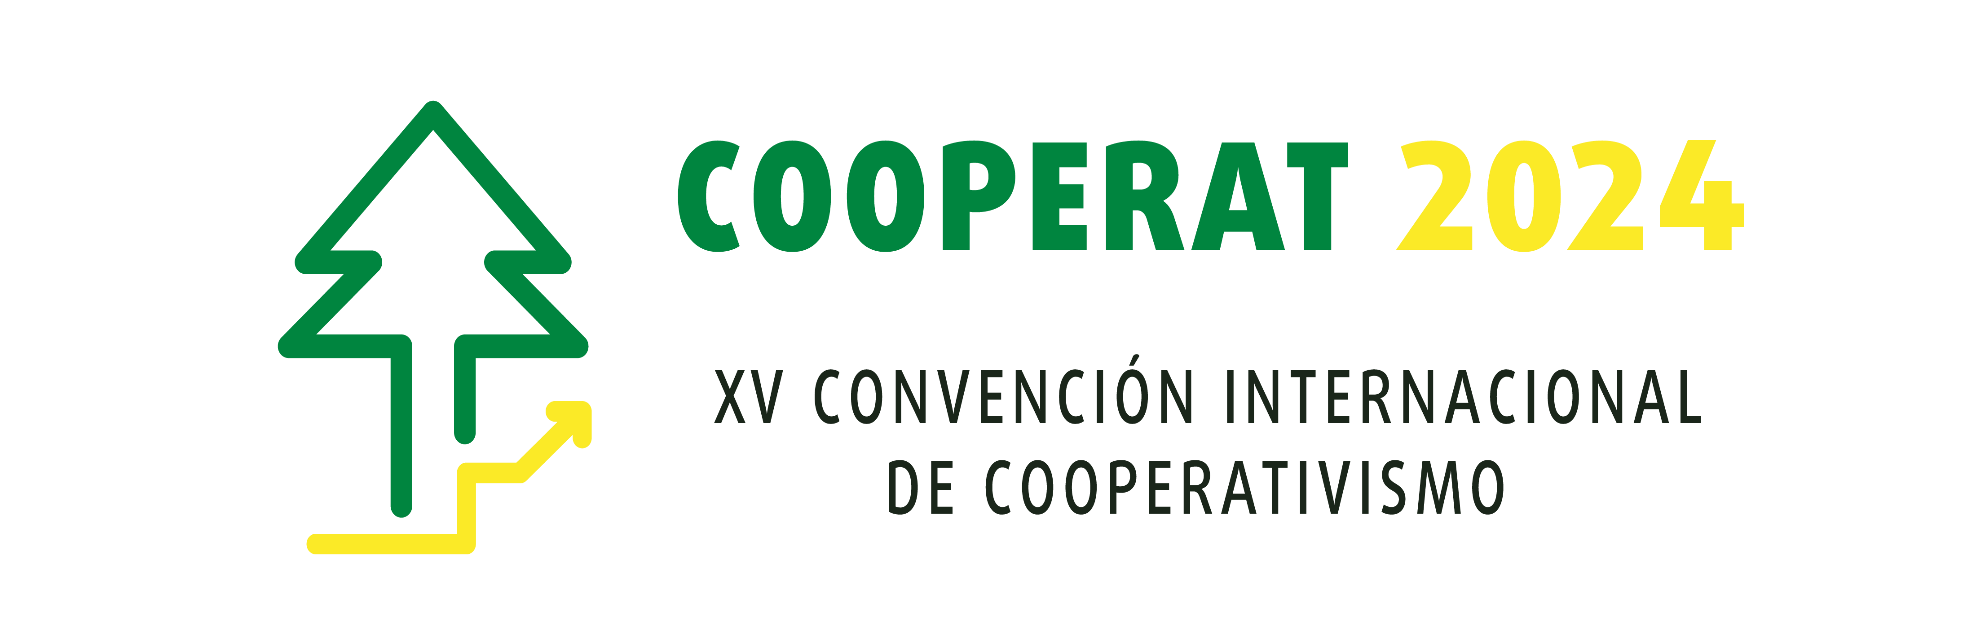 COOPERAT 2024
XV CONVENCIÓN INTERNACIONAL
DE COOPERATIVISMO